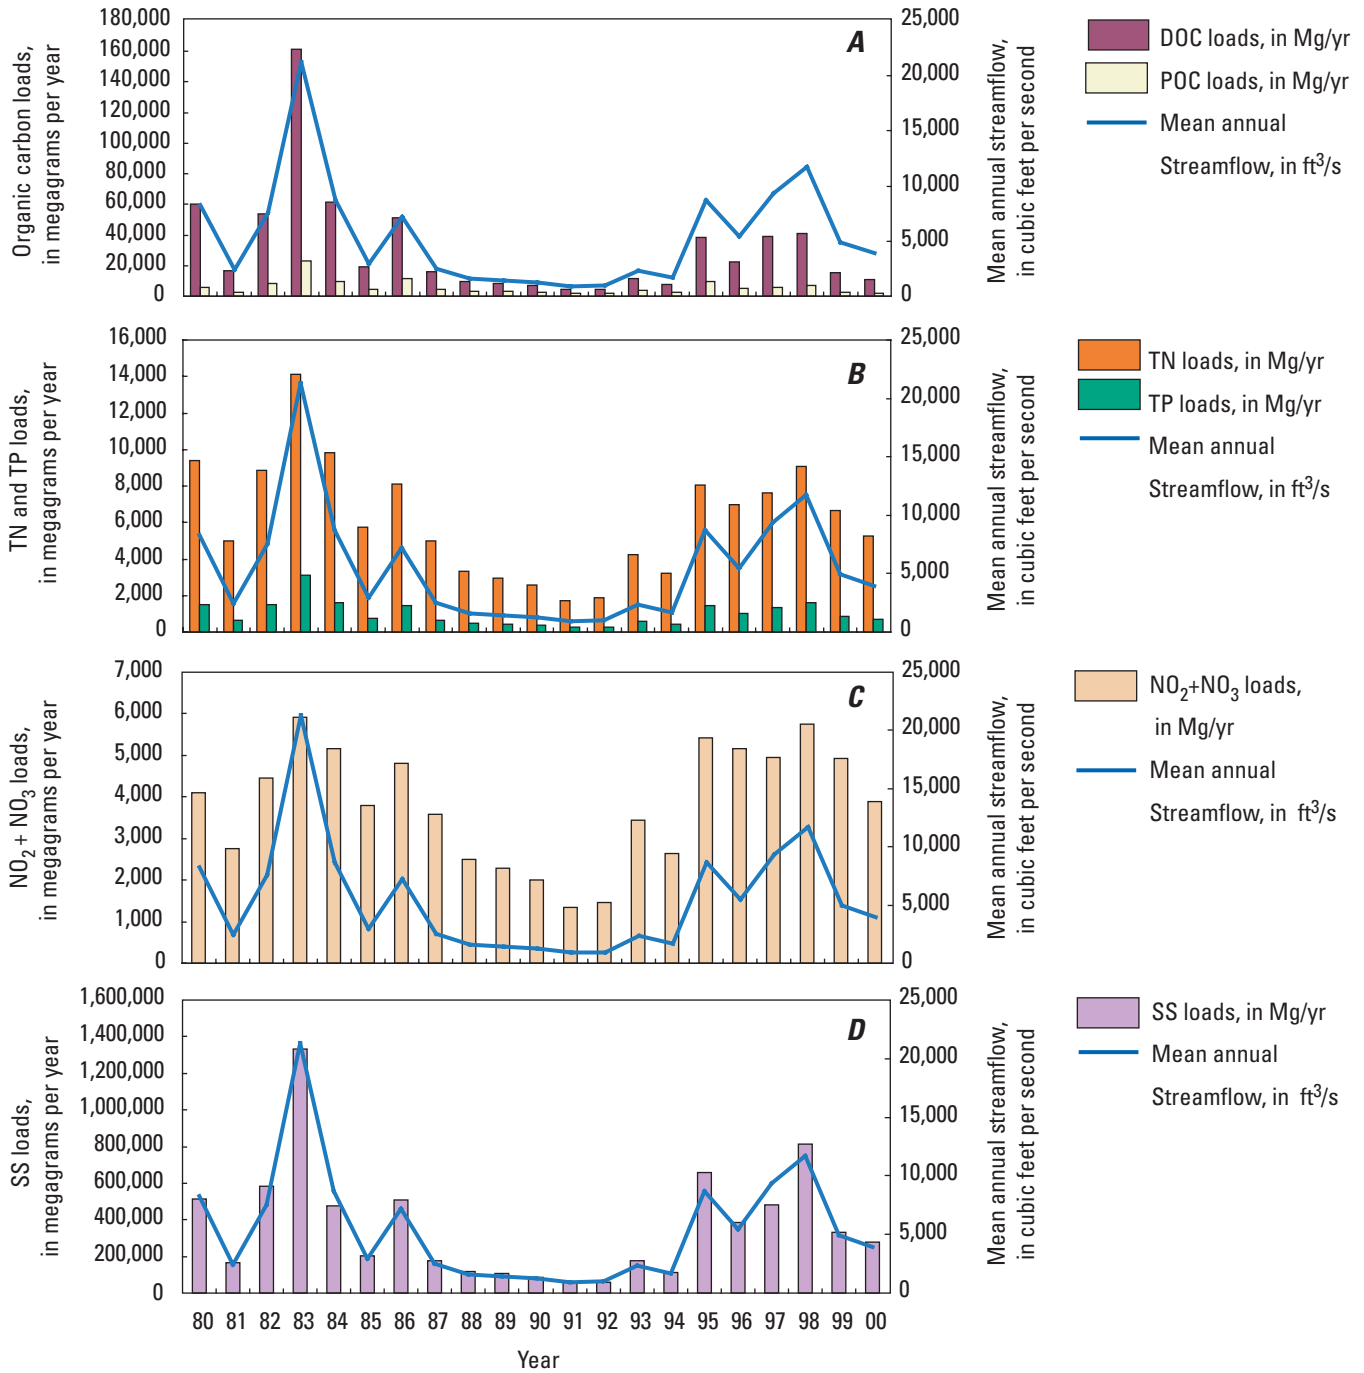 Organic carbon loads,
in megagrams per year
180,000
160,000
140,000
120,000
100,000
80,000
60,000
40,000
20,000
0
A
25,000
20,000
15,000
10,000
5,000
0
Mean annual streamflow,
in cubic feet per second
DOC loads, in Mg/yr
POC loads, in Mg/yr
Mean annual
Streamflow, in ft³/s
TN and TP loads,
in megagrams per year
16,000
14,000
12,000
10,000
8,000
6,000
4,000
2,000
0
B
25,000
20,000
15,000
10,000
5,000
0
Mean annual streamflow,
in cubic feet per second
TN loads, in Mg/yr
TP loads, in Mg/yr
Mean annual
Streamflow, in ft³/s
NO₂ + NO₃ loads,
in megagrams per year
7,000
6,000
5,000
4,000
3,000
2,000
1,000
0
C
25,000
20,000
15,000
10,000
5,000
0
Mean annual streamflow,
in cubic feet per second
NO₂+NO₃ loads,
in Mg/yr
Mean annual
Streamflow, in ft³/s
SS loads,
in megagrams per year
1,600,000
1,400,000
1,200,000
1,000,000
800,000
600,000
400,000
200,000
0
D
25,000
20,000
15,000
10,000
5,000
0
Mean annual streamflow,
in cubic feet per second
SS loads, in Mg/yr
Mean annual
Streamflow, in ft³/s
80 81 82 83 84 85 86 87 88 89 90 91 92 93 94 95 96 97 98 99 00
Year